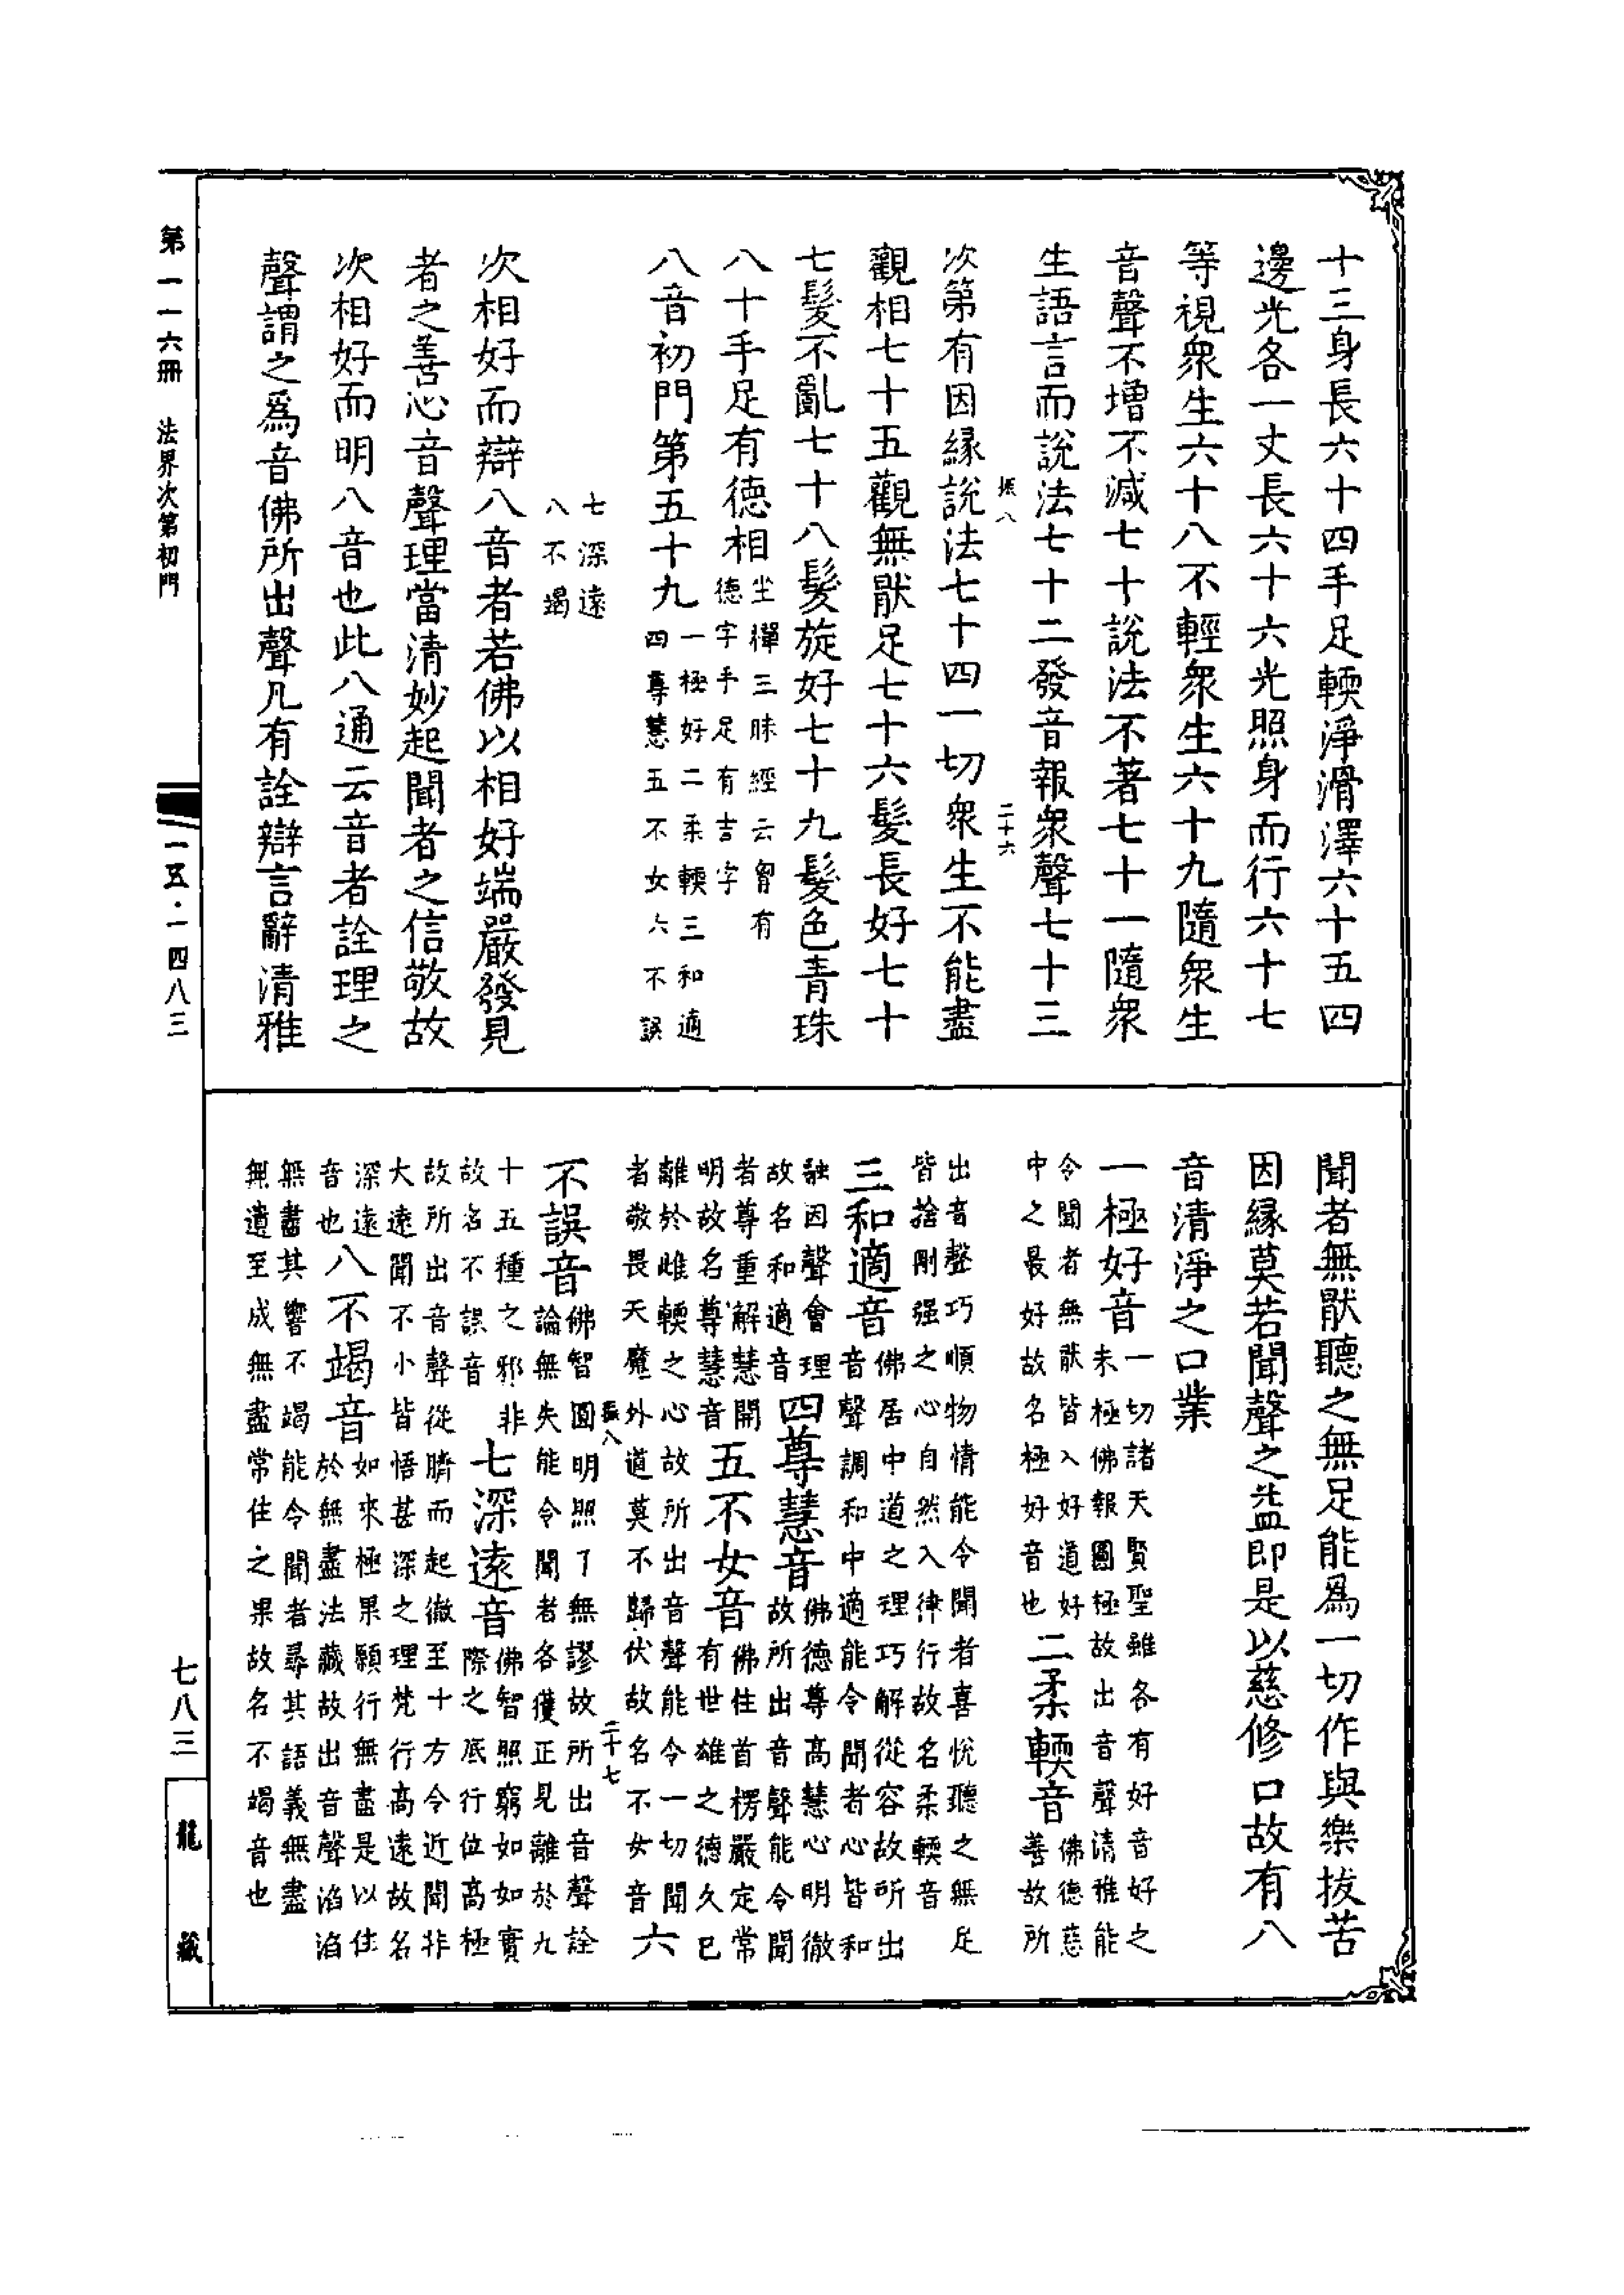 十三身長六十四手足輭淨滑澤六十五四
邊光各一丈長六十六光照身而行六十七
等視衆生六十八不輕衆生六十九隨衆生
音聲不增不減七十說法不著七十一隨衆
生語言而說法七十二發音報衆聲七十三
振八
二十六
次第有因緣說法七十四一切衆生不能盡
觀相七十五觀無猒足七十六髮長好七十
七髮不亂七十八髮旋好七十九髮色青珠
八十手足有德相
坐禪三昧經云胷有
德字手足有吉字
八音初門第五十九
一極好二柔輭三和適
四尊慧五不女六不誤
七深遠
八不竭
次相好而辯八音者若佛以相好端嚴發見
者之善心音聲理當清妙起聞者之信敬故
次相好而明八音也此八通云音者詮理之
聲謂之爲音佛所出聲凡有詮辯言辭清雅
聞者無猒聽之無足能爲一切作與樂拔苦
因緣莫若聞聲之益即是以慈修口故有八
音清淨之口業
一極好音
一切諸天賢聖雖各有好音好之
未極佛報圓極故出音聲清雅能
令聞者無猒皆入好道好
中之最好故名極好音也
二柔輭音
佛德慈
善故所
出音聲巧順物情能令聞者喜悅聽之無足
皆捨剛强之心自然入律行故名柔輭音
三和適音
佛居中道之理巧解從容故所出
音聲調和中適能令聞者心皆和
融因聲會理
故名和適音
四尊慧音
佛德尊高慧心明徹
故所出音聲能令聞
者尊重解慧開
明故名尊慧音
五不女音
佛住首楞嚴定常
有世雄之德久已
離於雌輭之心故所出音聲能令一切聞
者敬畏天魔外道莫不歸伏故名不女音
六
振八
二十七
不誤音
佛智圓明照了無謬故所出音聲詮
論無失能令聞者各獲正見離於九
十五種之邪非
故名不誤音
七深遠音
佛智照窮如如實
際之底行位高極
故所出音聲從臍而起徹至十方令近聞非
大遠聞不小皆悟甚深之理梵行高遠故名
深遠
音也
八不竭音
如來極果願行無盡是以住
於無盡法藏故出音聲滔滔
無盡其響不竭能令聞者尋其語義無盡
無遺至成無盡常住之果故名不竭音也
第一一六冊　法界次第初門
一五·一四八三
七八三
龍藏